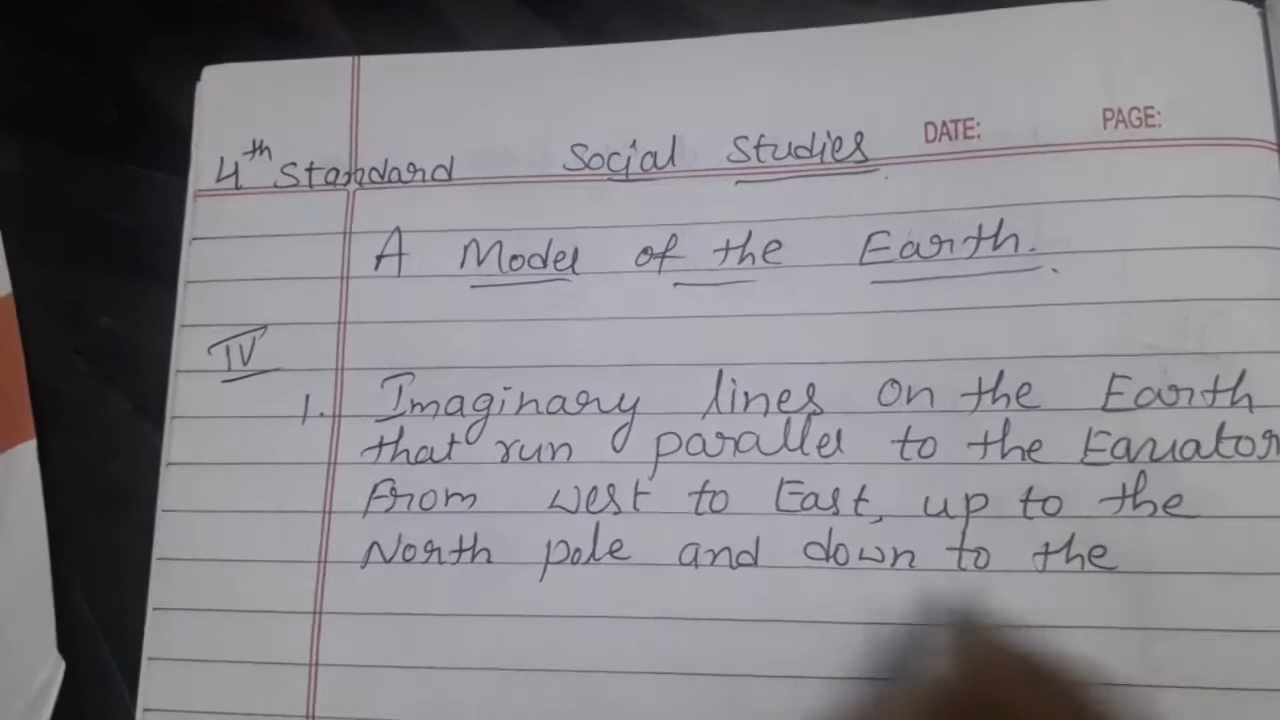 4th Standard Social Studies DATE: PAGE:
A Model of the Earth.
IV
1. Imaginary lines on the Earth
that run parallel to the Equator
From west to East, up to the
North pole and down to the